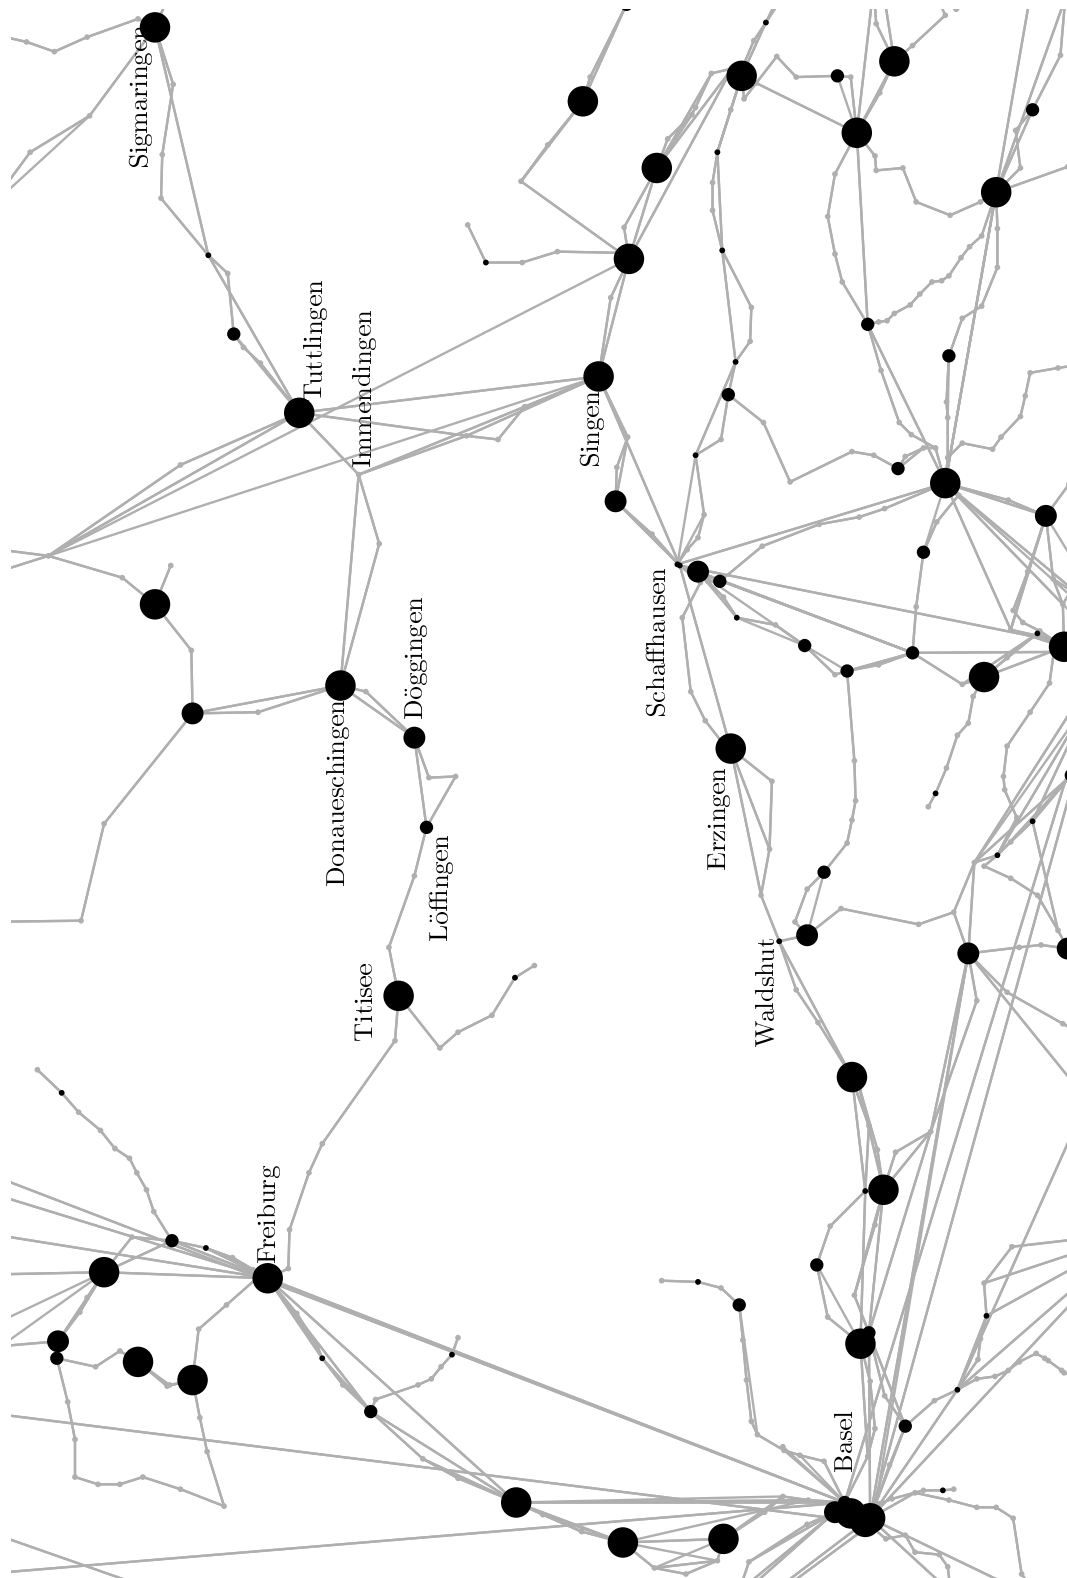 Sigmaringen
Tuttlingen
Immendingen
Singen
Schaffhausen
Döggingen
Donaueschingen
Erzingen
Löffingen
Titisee
Waldshut
Freiburg
Basel